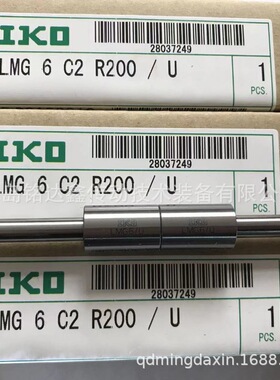 IKO
28037249
LMG 6 C2 R200 / U
1
PCS.
IKO
28037249
LMG 6 C2 R200 / U
1
PCS.
IKO
28037249
LMG 6 C2 R200 / U
1
PCS.
qdmingdaxin.1688.